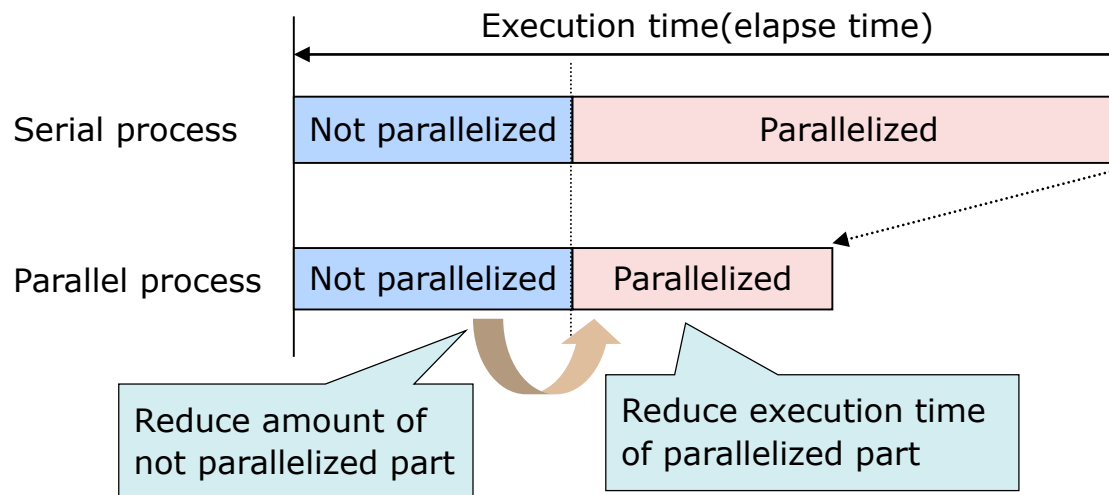 Execution time(elapse time)
Serial process
Not parallelized
Parallelized
Parallel process
Not parallelized
Parallelized
Reduce amount of
not parallelized part
Reduce execution time
of parallelized part